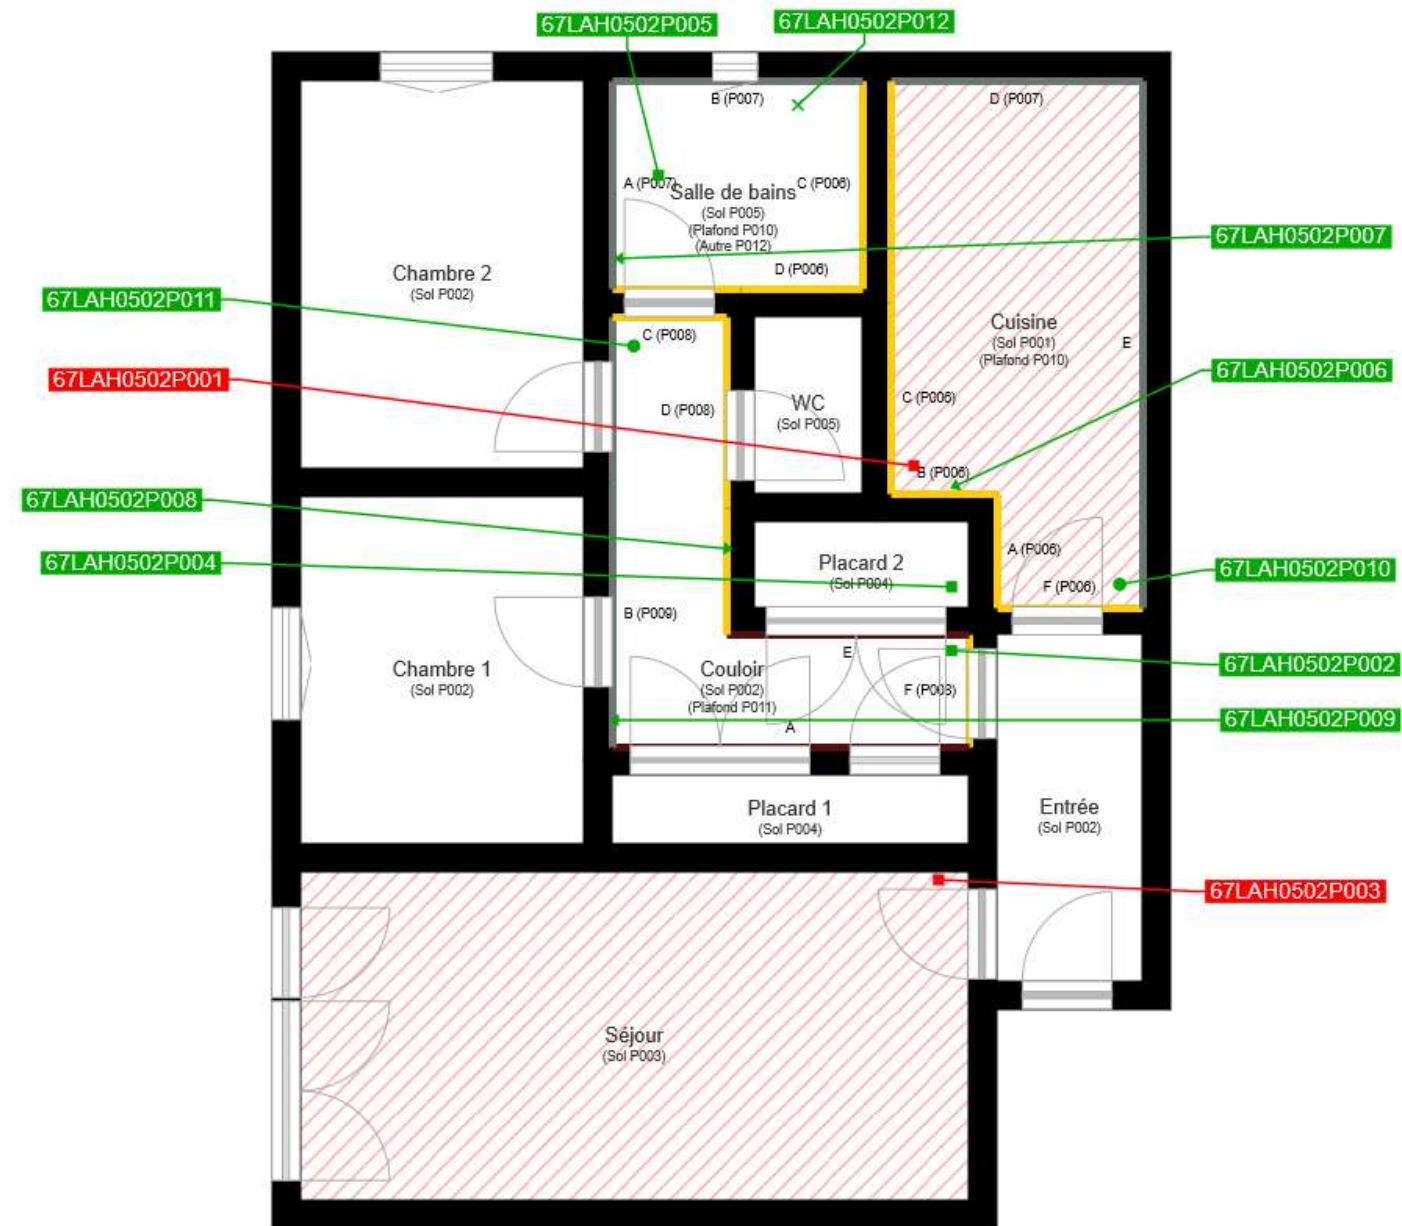 67LAH0502P005
67LAH0502P012
B (P007)
D (P007)
A (P007)
C (P006)
Salle de bains
(Sol P005)
(Plafond P010)
(Autre P012)
D (P006)
67LAH0502P007
Chambre 2
(Sol P002)
67LAH0502P011
C (P008)
Cuisine
(Sol P001)
(Plafond P010)
E
67LAH0502P006
67LAH0502P001
C (P006)
D (P008)
WC
(Sol P005)
B (P006)
67LAH0502P008
67LAH0502P004
Placard 2
(Sol P004)
A (P006)
F (P006)
67LAH0502P010
B (P009)
E
Chambre 1
(Sol P002)
Couloir
(Sol P002)
(Plafond P011)
F (P008)
67LAH0502P002
A
67LAH0502P009
Placard 1
(Sol P004)
Entrée
(Sol P002)
67LAH0502P003
Séjour
(Sol P003)